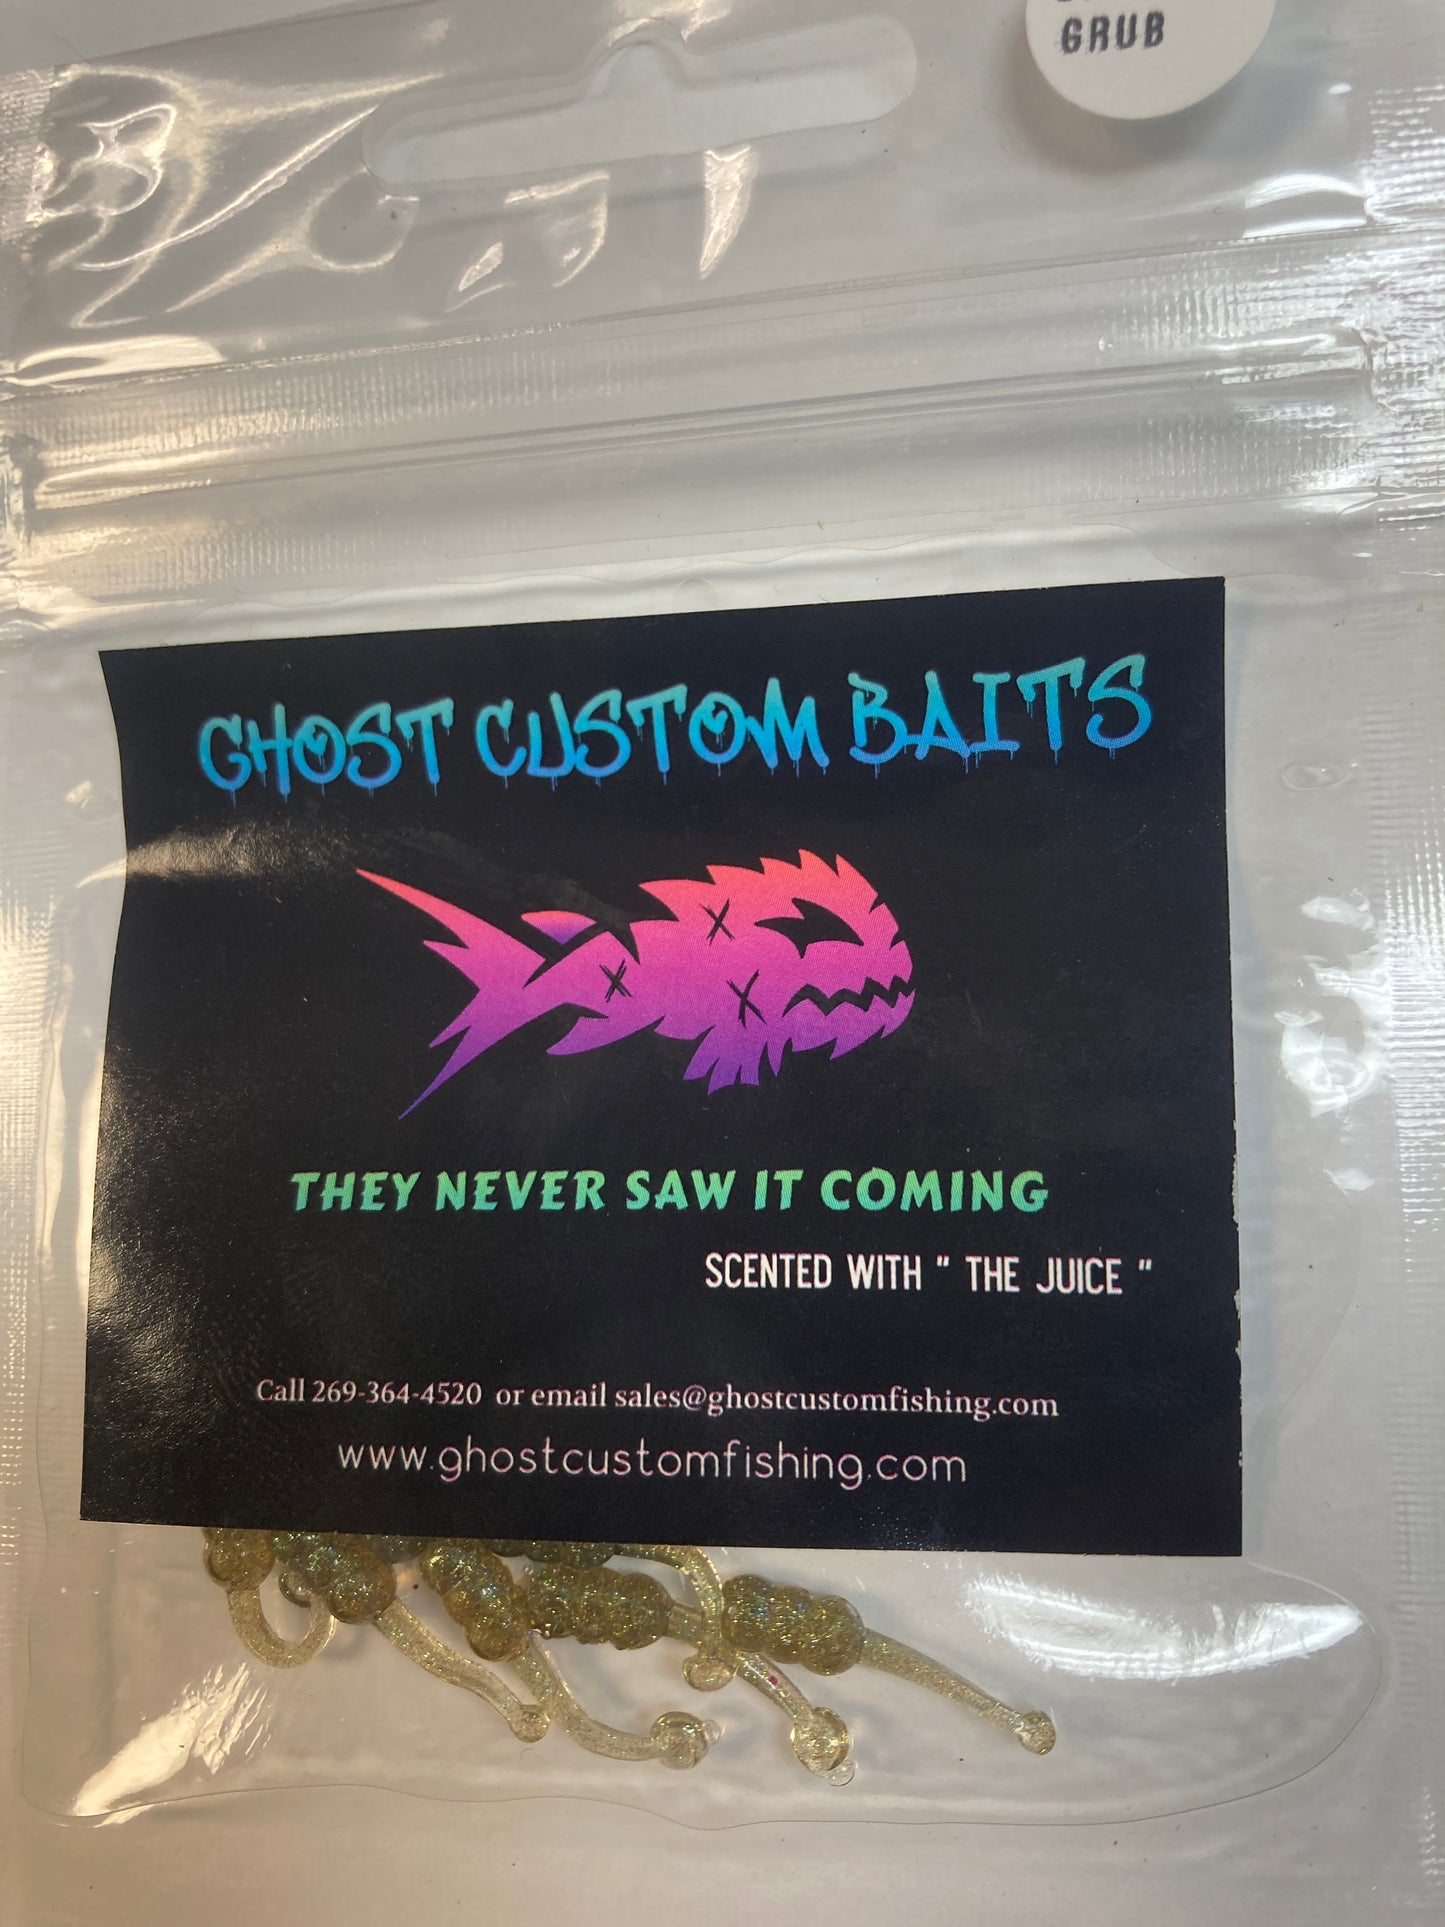 GRUB
GHOST CUSTOM BAITS
THEY NEVER SAW IT COMING
SCENTED WITH " THE JUICE "
Call 269-364-4520 or email sales@ghostcustomfishing.com
www.ghostcustomfishing.com